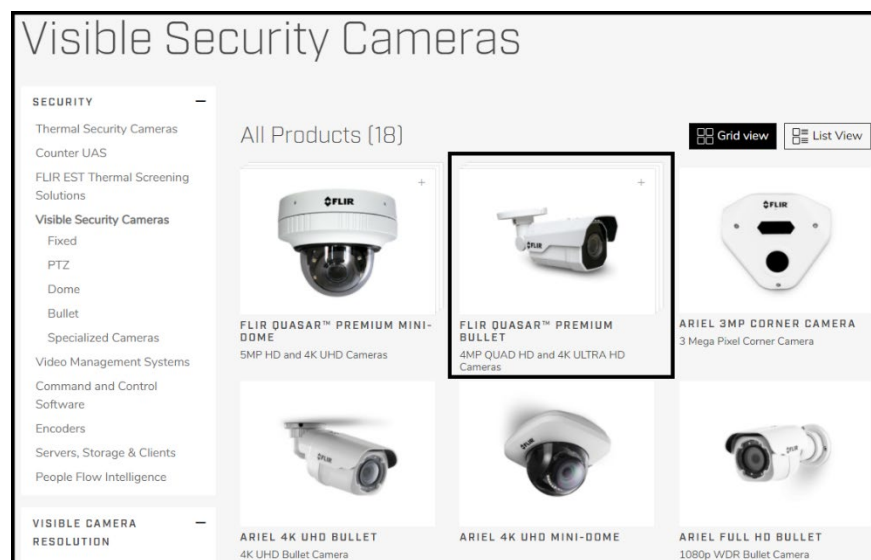 Visible Security Cameras
SECURITY
Thermal Security Cameras
Counter UAS
FLIR EST Thermal Screening
Solutions
Visible Security Cameras
Fixed
PTZ
Dome
Bullet
Specialized Cameras
Video Management Systems
Command and Control
Software
Encoders
Servers, Storage & Clients
People Flow Intelligence
VISIBLE CAMERA
RESOLUTION
All Products (18)
Grid view
List View
FLIR
FLIR QUASAR™ PREMIUM MINI-
DOME
5MP HD and 4K UHD Cameras
FLIR
FLIR QUASAR™ PREMIUM
BULLET
4MP QUAD HD and 4K ULTRA HD
Cameras
FLIR
ARIEL 3MP CORNER CAMERA
3 Mega Pixel Corner Camera
FLIR
ARIEL 4K UHD BULLET
4K UHD Bullet Camera
FLIR
ARIEL 4K UHD MINI-DOME
FLIR
ARIEL FULL HD BULLET
1080p WDR Bullet Camera